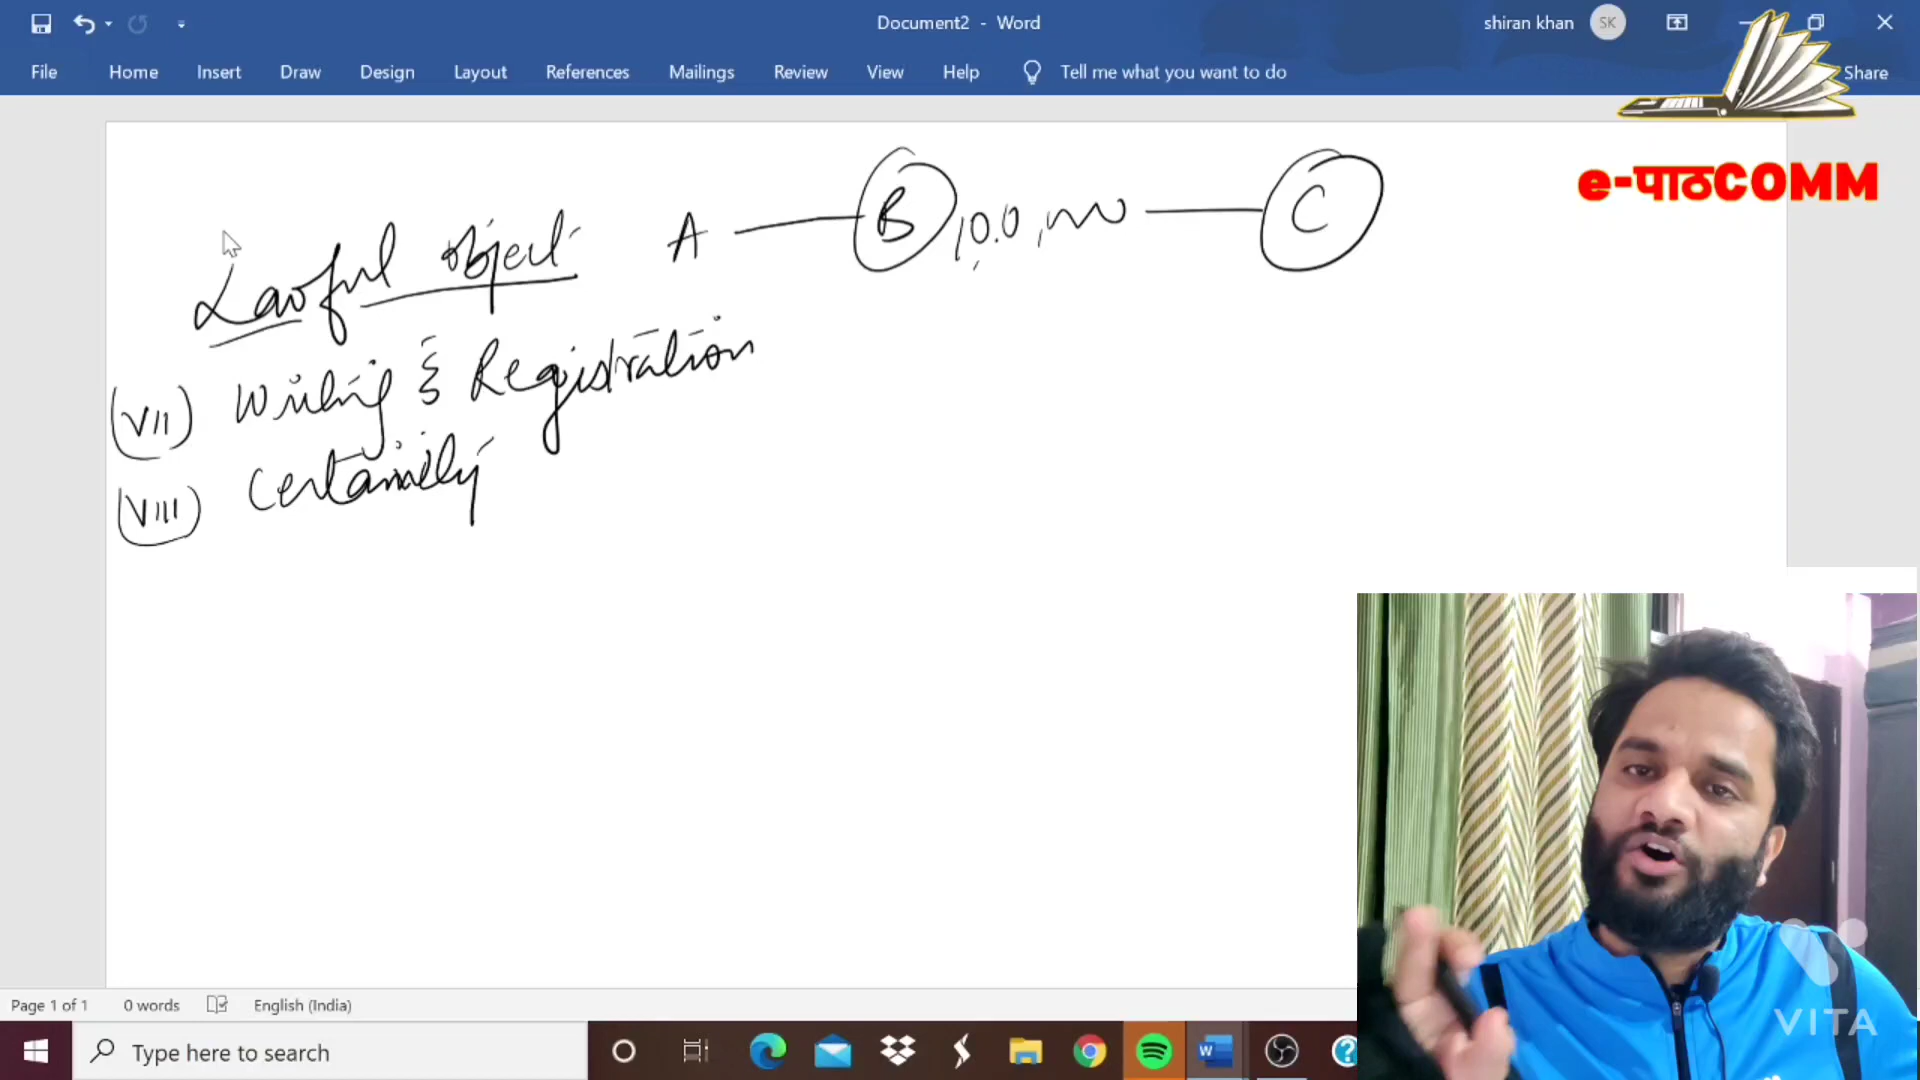 Document2 - Word
shiran khan SK
File Home Insert Draw Design Layout References Mailings Review View Help Tell me what you want to do Share
e-पाठCOMM
Lawful object A B C
(VII) Writing & Registration
(VIII) Certainity
VITA
Page 1 of 1 0 words English (India)
Type here to search